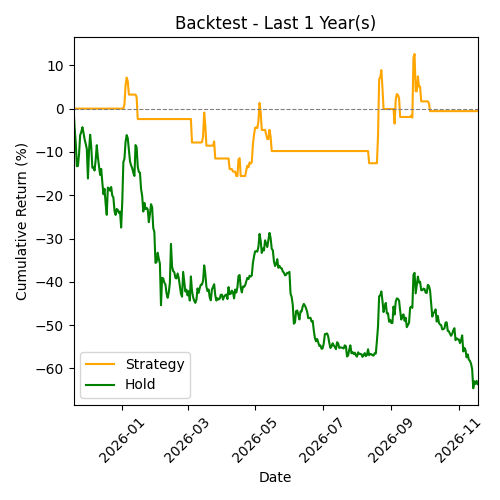 Backtest - Last 1 Year(s)
Cumulative Return (%)
10
0
−10
−20
−30
−40
−50
−60
Strategy
Hold
2026-01
2026-03
2026-05
2026-07
2026-09
2026-11
Date